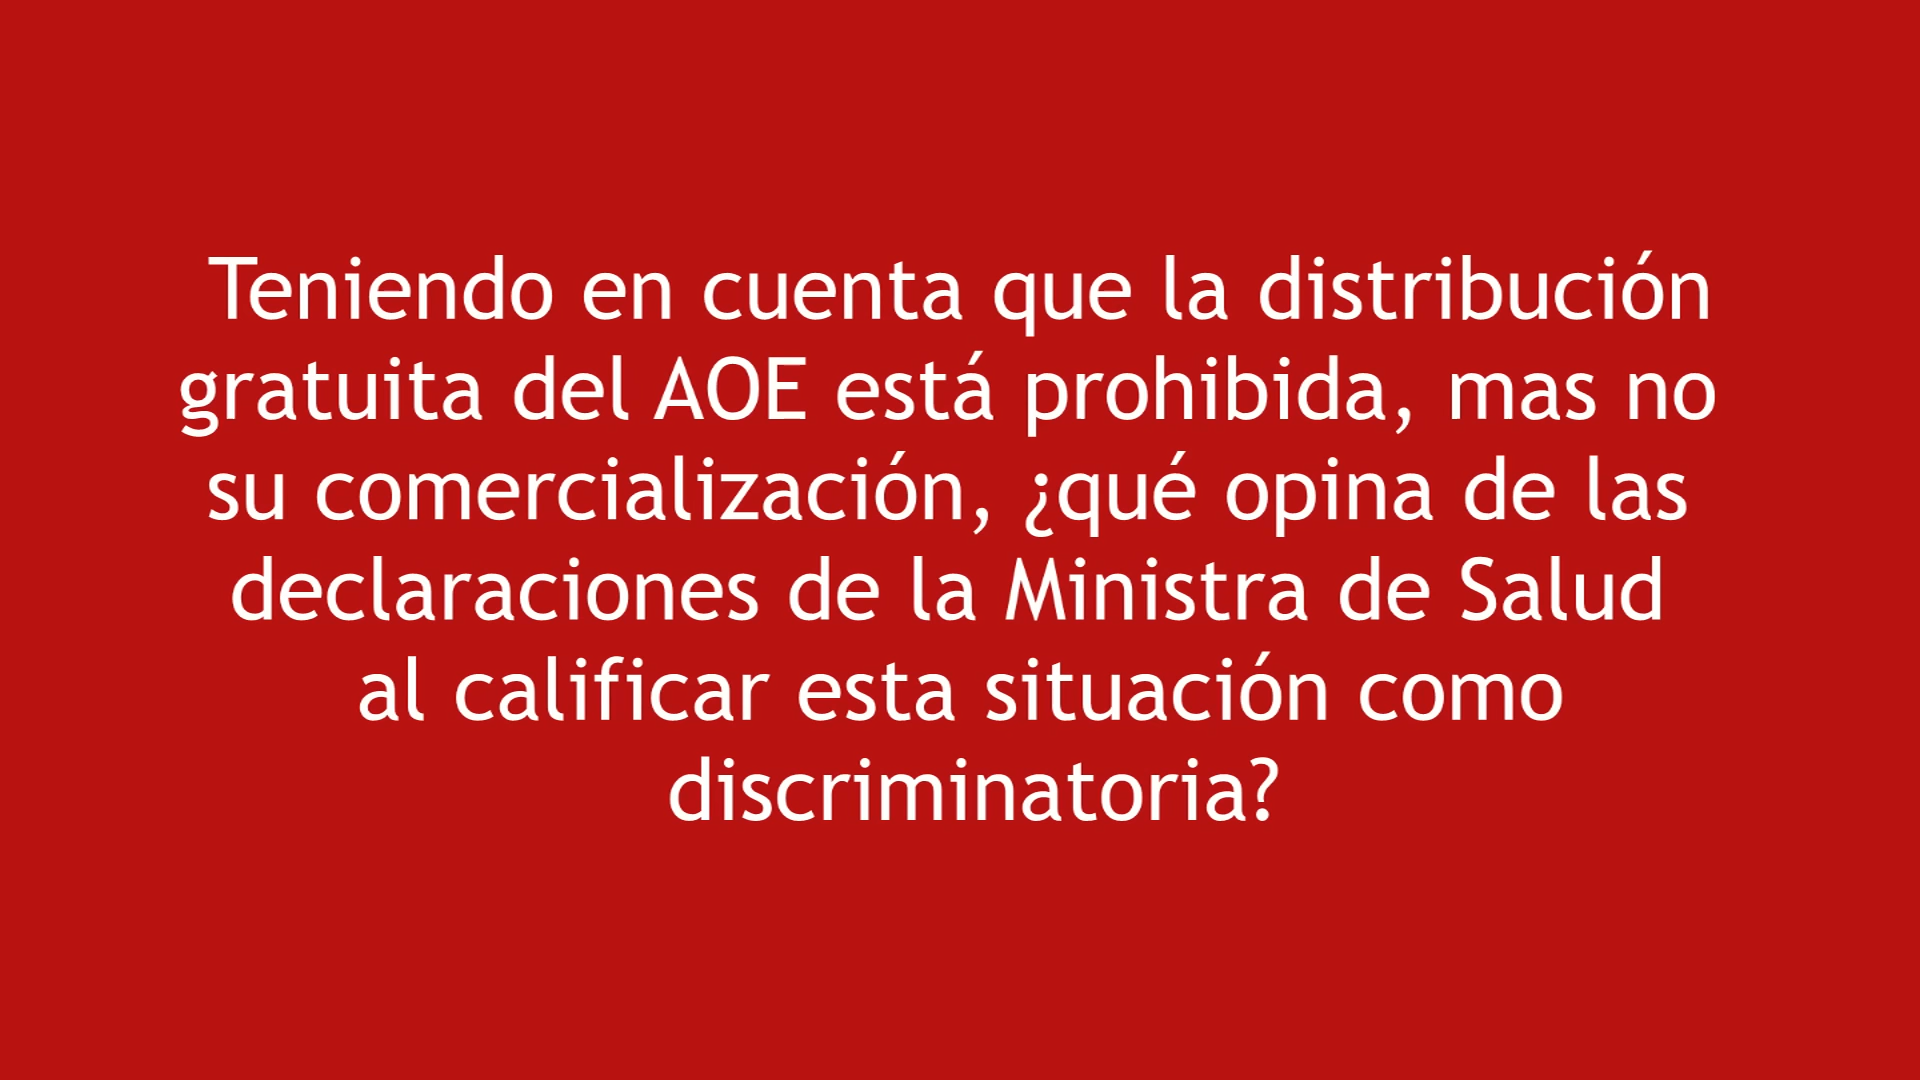 Teniendo en cuenta que la distribución
gratuita del AOE está prohibida, mas no
su comercialización, ¿qué opina de las
declaraciones de la Ministra de Salud
al calificar esta situación como
discriminatoria?